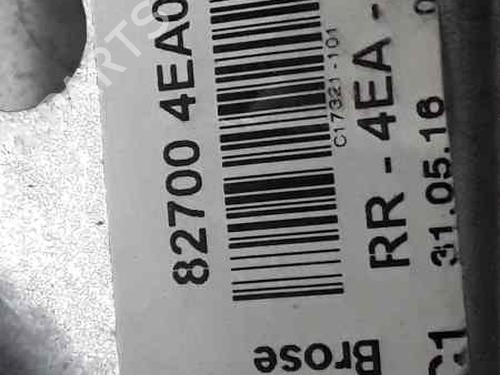 82700 4EA0
C17321-101
RR - 4EA -
31.05.16
Brose